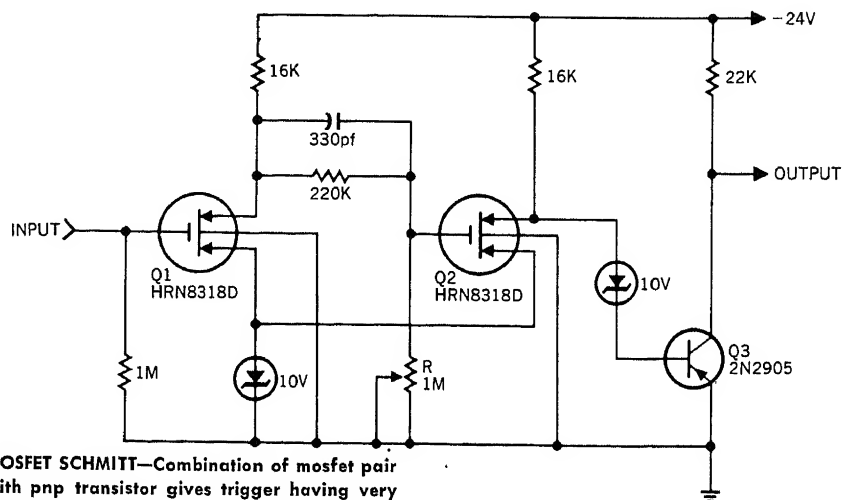 -24V
16K
16K
22K
330pf
220K
OUTPUT
INPUT
Q1
HRN8318D
Q2
HRN8318D
10V
Q3
2N2905
1M
10V
R
1M
OSFET SCHMITT—Combination of mosfet pair
ith pnp transistor gives trigger having very